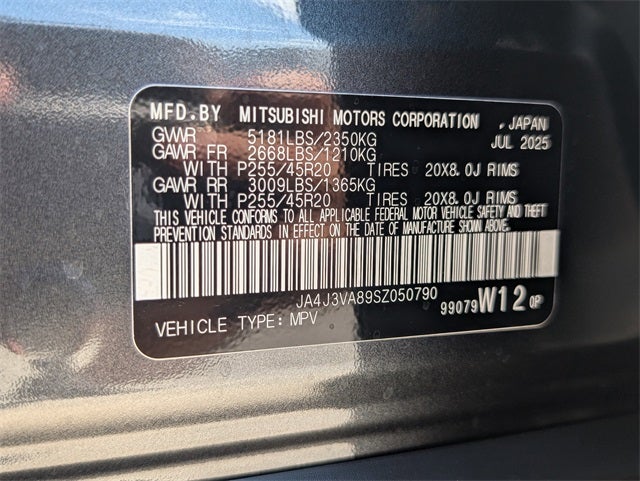 MFD.BY MITSUBISHI MOTORS CORPORATION, JAPAN
GVWR 5181LBS/2350KG JUL 2025
GAWR FR 2668LBS/1210KG
WITH P255/45R20 TIRES 20X8.0J RIMS
GAWR RR 3009LBS/1365KG
WITH P255/45R20 TIRES 20X8.0J RIMS
THIS VEHICLE CONFORMS TO ALL APPLICABLE FEDERAL MOTOR VEHICLE SAFETY AND THEFT
PREVENTION STANDARDS IN EFFECT ON THE DATE OF MANUFACTURE SHOWN ABOVE.
JA4J3VA89SZ050790
99079 W12 0P
VEHICLE TYPE: MPV